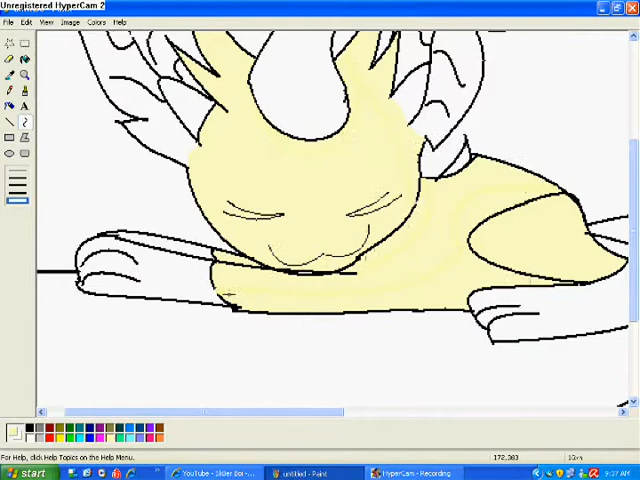 Unregistered HyperCam 2
File Edit View Image Colors Help
A
For Help, click Help Topics on the Help Menu. 172,383
start YouTube - Sk8er Boi -... untitled - Paint HyperCam - Recording 9:37 AM